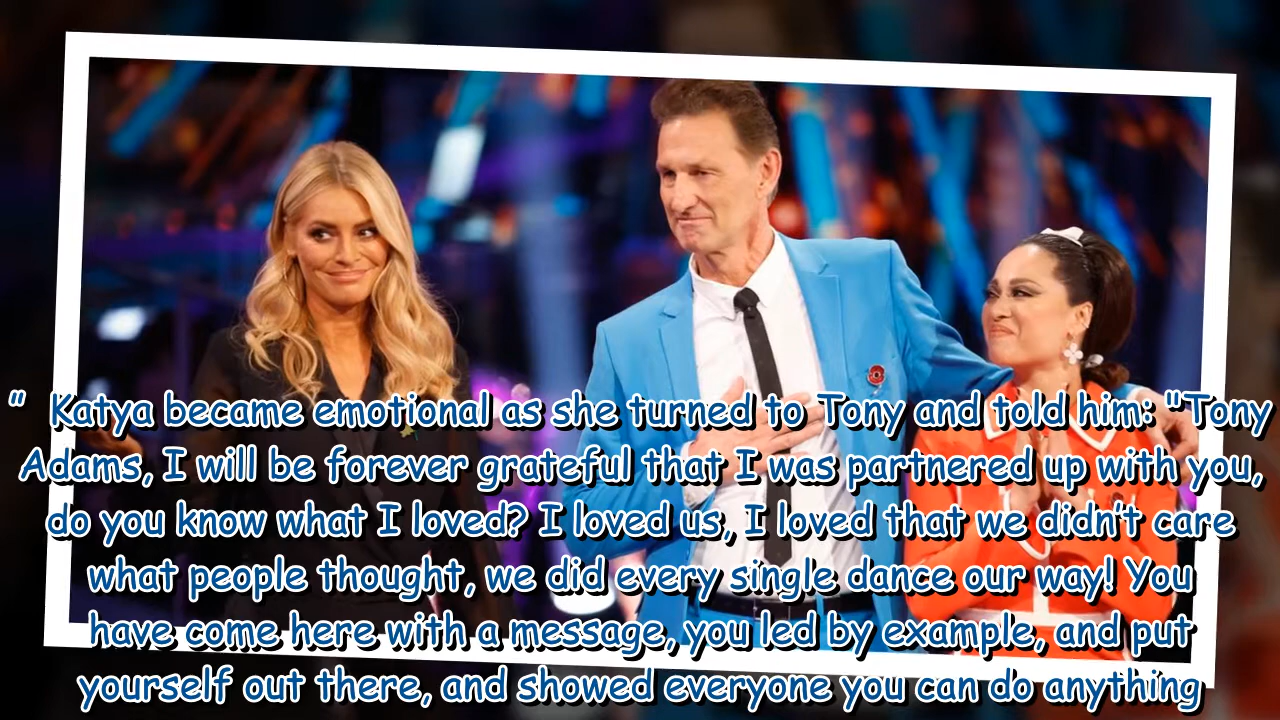 " Katya became emotional as she turned to Tony and told him: "Tony
Adams, I will be forever grateful that I was partnered up with you,
do you know what I loved? I loved us, I loved that we didn't care
what people thought, we did every single dance our way! You
have come here with a message, you led by example, and put
yourself out there, and showed everyone you can do anything